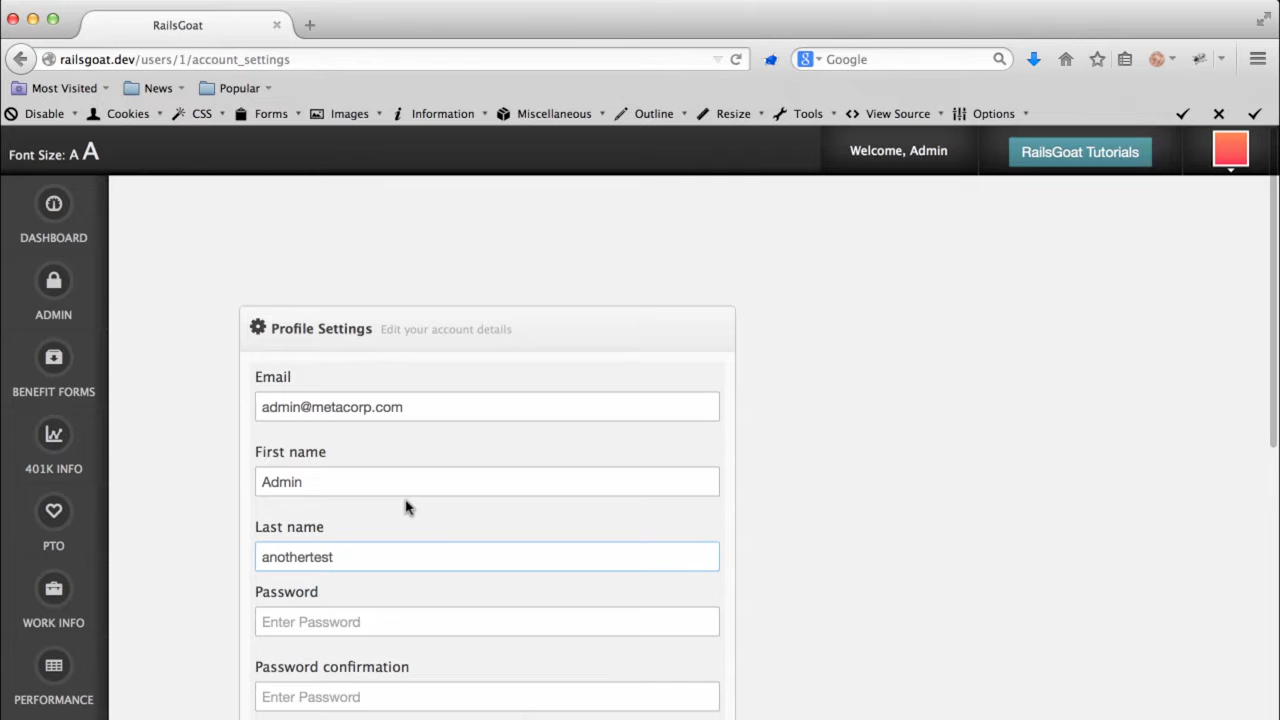 RailsGoat
railsgoat.dev/users/1/account_settings
Google
Most Visited News Popular
Disable Cookies CSS Forms Images Information Miscellaneous Outline Resize Tools View Source Options
Font Size: A A
Welcome, Admin
RailsGoat Tutorials
DASHBOARD
ADMIN
BENEFIT FORMS
401K INFO
PTO
WORK INFO
PERFORMANCE
Profile Settings Edit your account details
Email
admin@metacorp.com
First name
Admin
Last name
anothertest
Password
Enter Password
Password confirmation
Enter Password